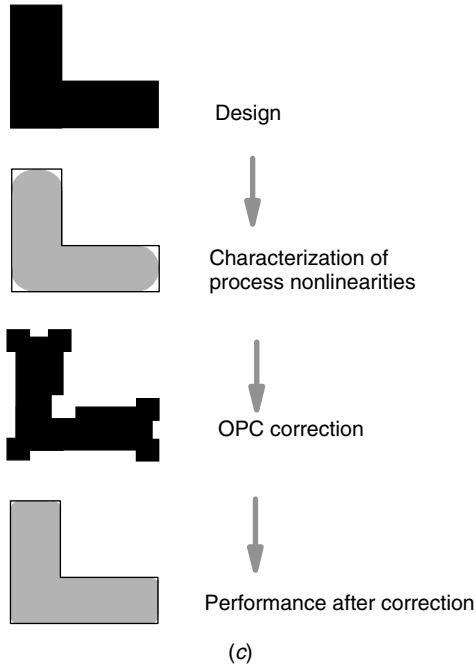 Design
Characterization of
process nonlinearities
OPC correction
Performance after correction
(c)